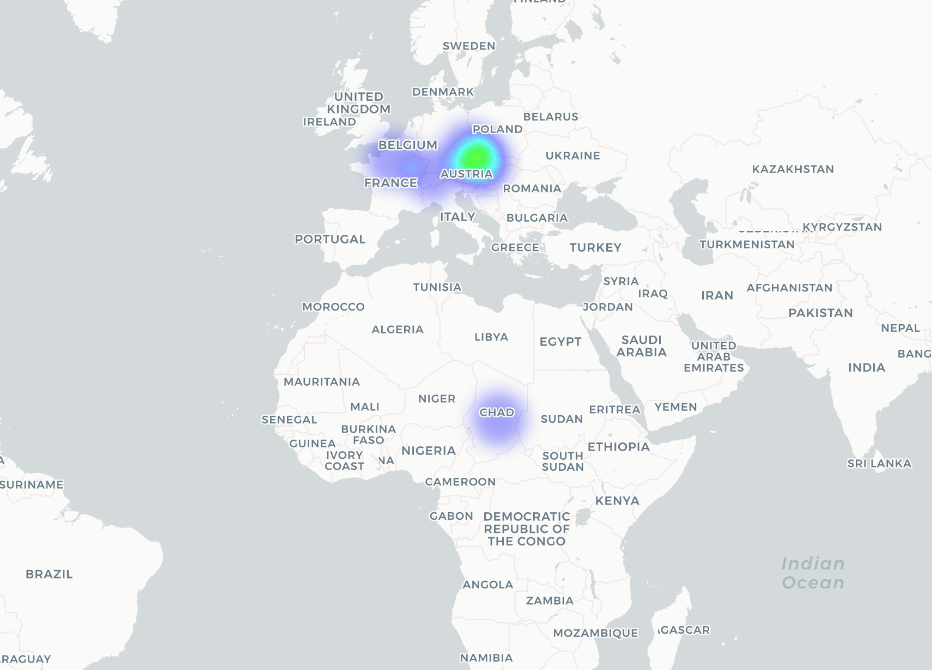 FINLAND
SWEDEN
DENMARK
UNITED
KINGDOM
IRELAND
BELARUS
POLAND
BELGIUM
UKRAINE
KAZAKHSTAN
AUSTRIA
FRANCE
ROMANIA
ITALY
BULGARIA
KYRGYZSTAN
PORTUGAL
GREECE
TURKEY
TURKMENISTAN
SYRIA
TUNISIA
IRAQ
IRAN
AFGHANISTAN
MOROCCO
JORDAN
PAKISTAN
ALGERIA
LIBYA
EGYPT
SAUDI
ARABIA
UNITED
ARAB
EMIRATES
NEPAL
BANG
INDIA
MAURITANIA
MALI
NIGER
CHAD
SUDAN
ERITREA
YEMEN
SENEGAL
BURKINA
FASO
GUINEA
IVORY
COAST
NA
NIGERIA
ETHIOPIA
SOUTH
SUDAN
SRI LANKA
CAMEROON
SURINAME
KENYA
GABON
DEMOCRATIC
REPUBLIC OF
THE CONGO
Indian
Ocean
BRAZIL
ANGOLA
ZAMBIA
MOZAMBIQUE
AGASCAR
RAGUAY
NAMIBIA